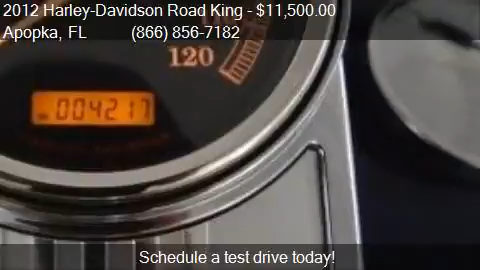 2012 Harley-Davidson Road King - $11,500.00
Apopka, FL (866) 856-7182
120
004217
Schedule a test drive today!